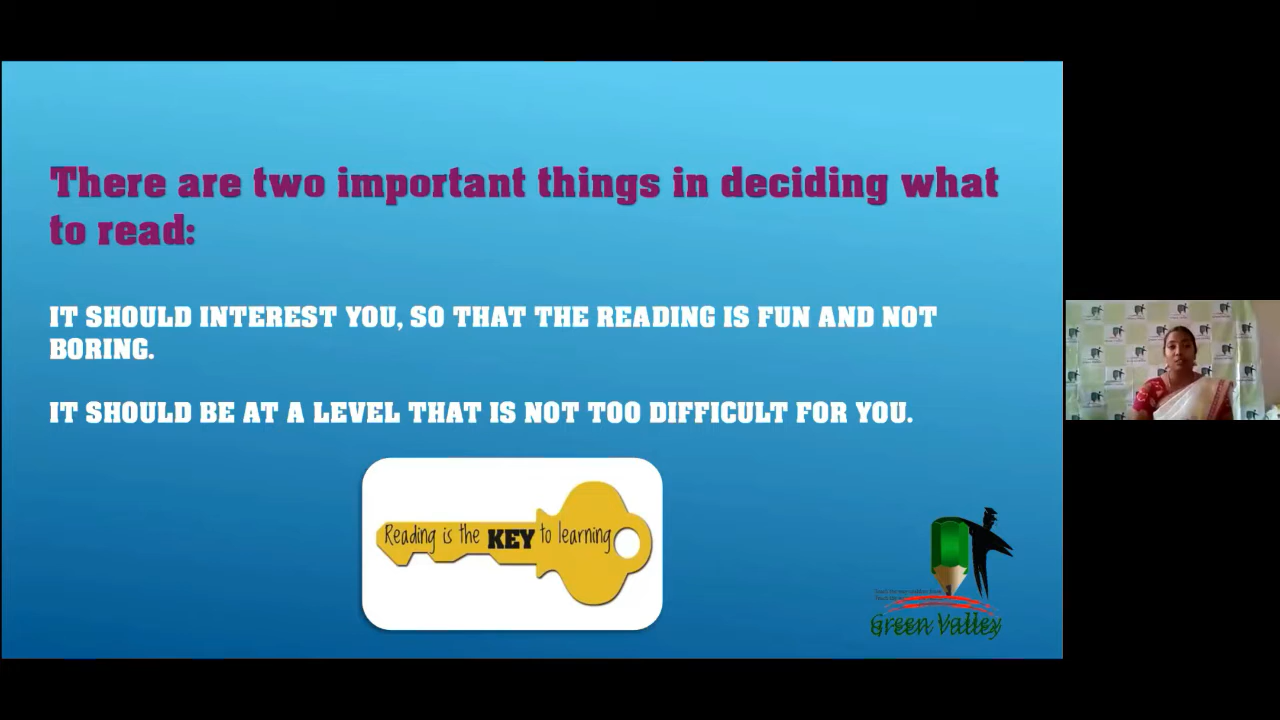 There are two important things in deciding what
to read:
IT SHOULD INTEREST YOU, SO THAT THE READING IS FUN AND NOT
BORING.
IT SHOULD BE AT A LEVEL THAT IS NOT TOO DIFFICULT FOR YOU.
Reading is the KEY to learning
Green Valley